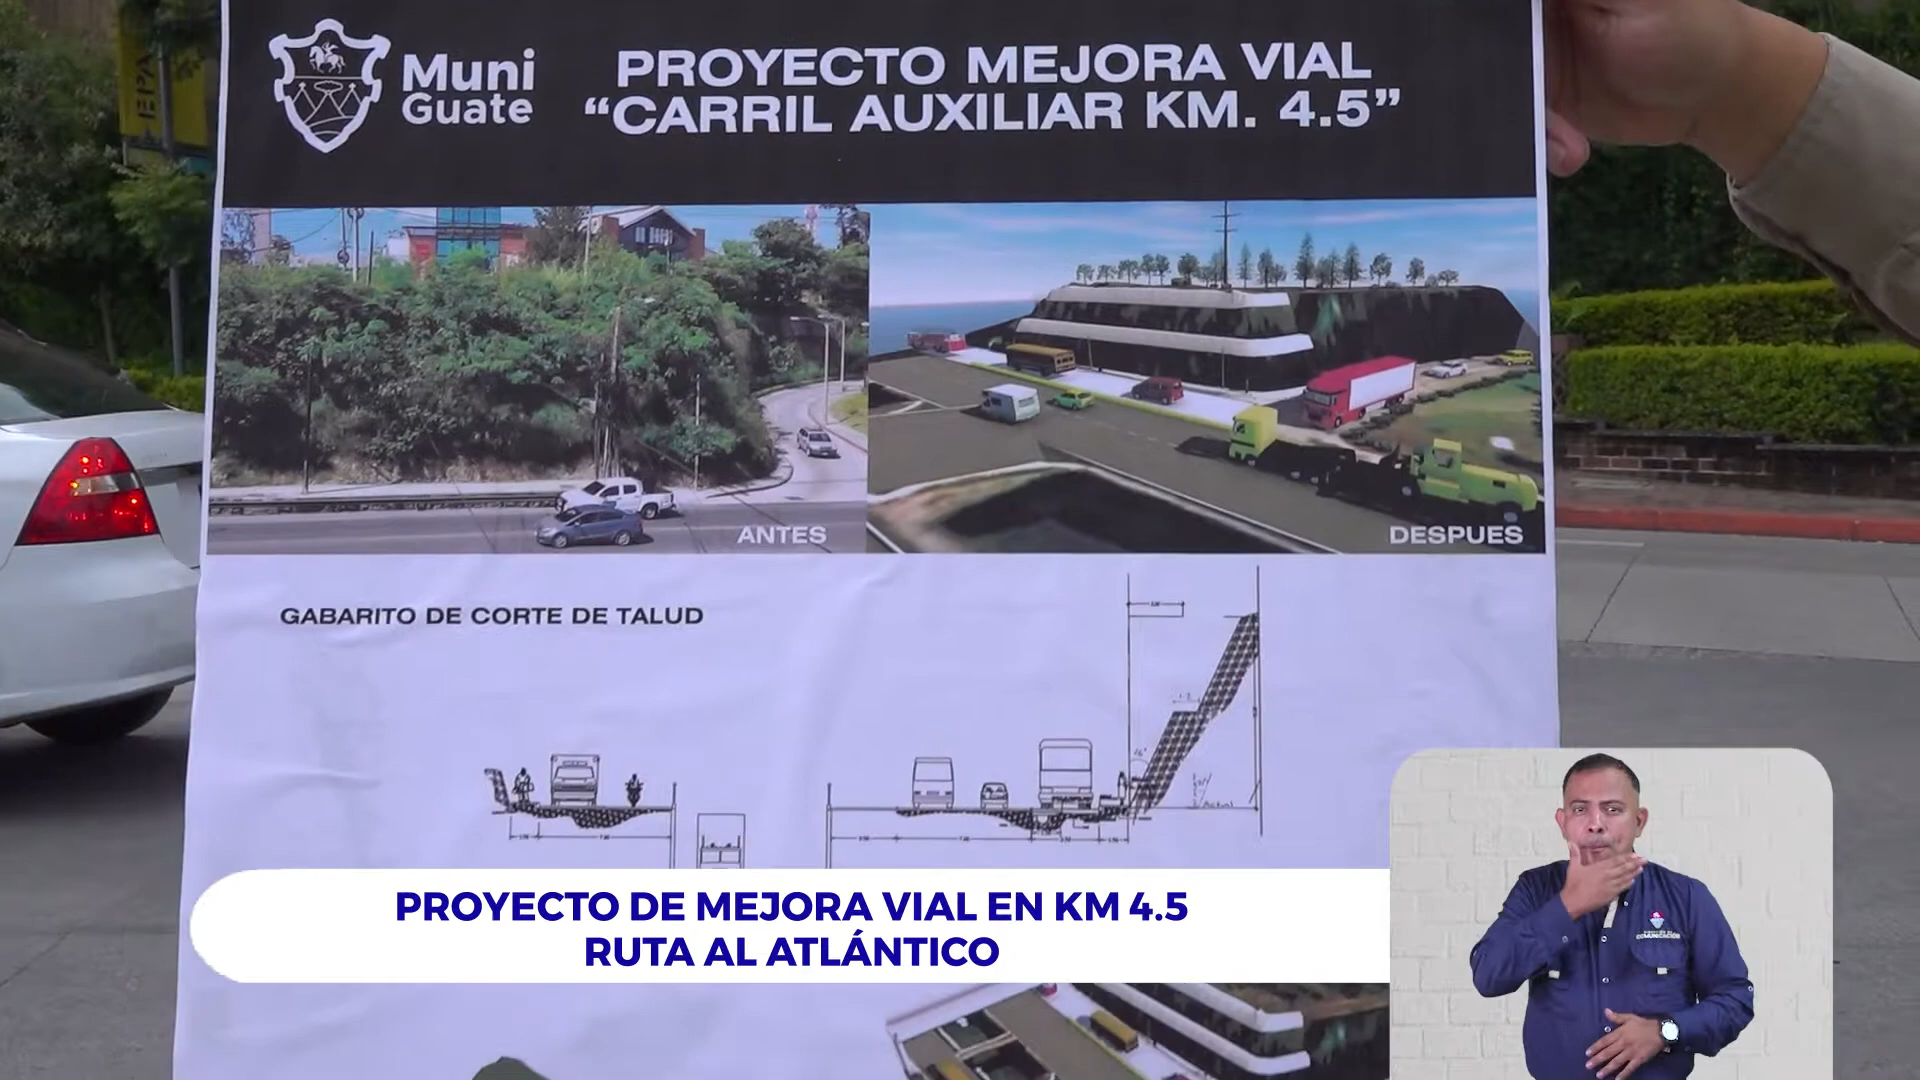 Muni
Guate
PROYECTO MEJORA VIAL
“CARRIL AUXILIAR KM. 4.5”
ANTES
DESPUES
GABARITO DE CORTE DE TALUD
PROYECTO DE MEJORA VIAL EN KM 4.5
RUTA AL ATLÁNTICO
COMUNICACIÓN